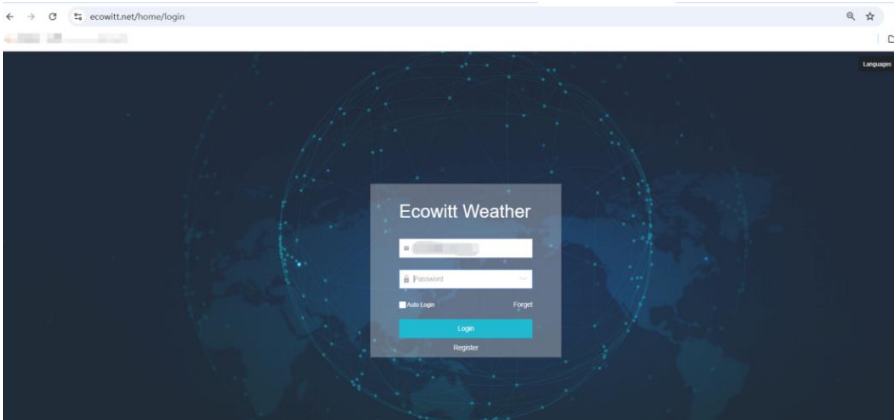 ecowitt.net/home/login
Languages
Ecowitt Weather
Password
Auto Login Forget
Login
Register